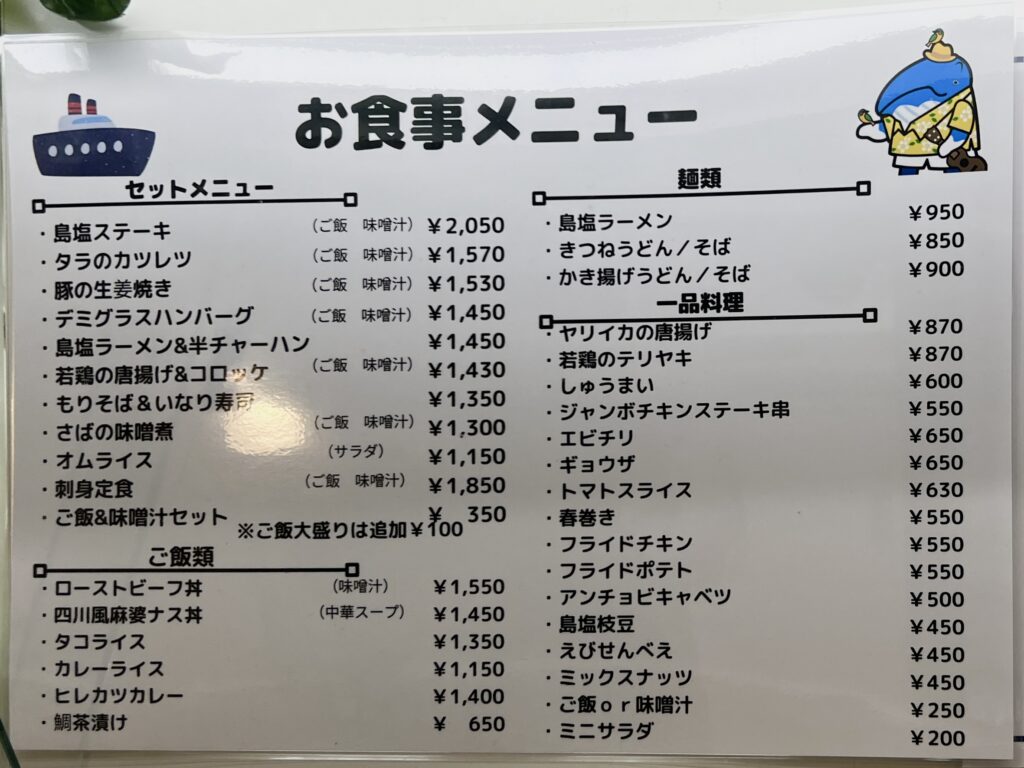 お食事メニュー
セットメニュー
・島塩ステーキ (ご飯 味噌汁) ¥2,050
・タラのカツレツ (ご飯 味噌汁) ¥1,570
・豚の生姜焼き (ご飯 味噌汁) ¥1,530
・デミグラスハンバーグ (ご飯 味噌汁) ¥1,450
・島塩ラーメン&半チャーハン ¥1,450
・若鶏の唐揚げ&コロッケ (ご飯 味噌汁) ¥1,430
・もりそば&いなり寿司 ¥1,350
・さばの味噌煮 (ご飯 味噌汁) ¥1,300
・オムライス (サラダ) ¥1,150
・刺身定食 (ご飯 味噌汁) ¥1,850
・ご飯&味噌汁セット ¥ 350
※ご飯大盛りは追加¥100
ご飯類
・ローストビーフ丼 (味噌汁) ¥1,550
・四川風麻婆ナス丼 (中華スープ) ¥1,450
・タコライス ¥1,350
・カレーライス ¥1,150
・ヒレカツカレー ¥1,400
・鯛茶漬け ¥ 650
麺類
・島塩ラーメン ¥950
・きつねうどん/そば ¥850
・かき揚げうどん/そば ¥900
一品料理
・ヤリイカの唐揚げ ¥870
・若鶏のテリヤキ ¥870
・しゅうまい ¥600
・ジャンボチキンステーキ串 ¥550
・エビチリ ¥650
・ギョウザ ¥650
・トマトスライス ¥630
・春巻き ¥550
・フライドチキン ¥550
・フライドポテト ¥550
・アンチョビキャベツ ¥500
・島塩枝豆 ¥450
・えびせんべえ ¥450
・ミックスナッツ ¥450
・ご飯or味噌汁 ¥250
・ミニサラダ ¥200